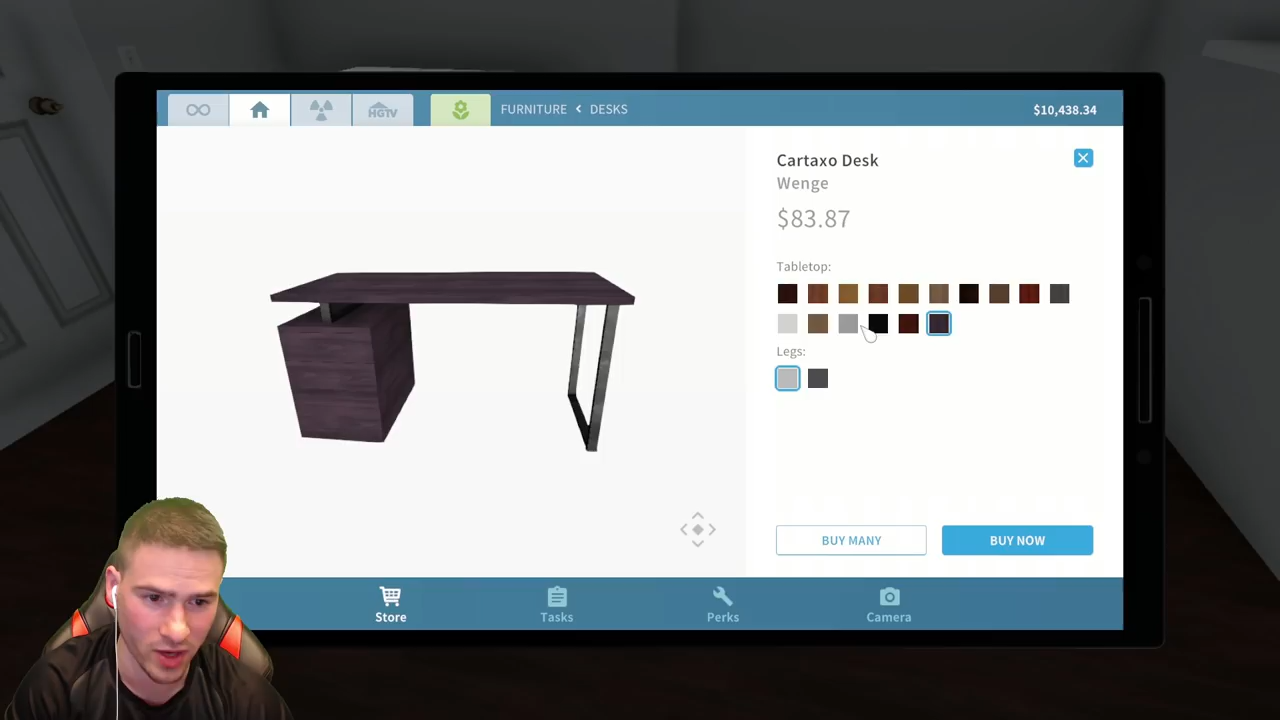 HGTV
FURNITURE < DESKS
$10,438.34
Cartaxo Desk
Wenge
$83.87
Tabletop:
Legs:
BUY MANY
BUY NOW
Store
Tasks
Perks
Camera